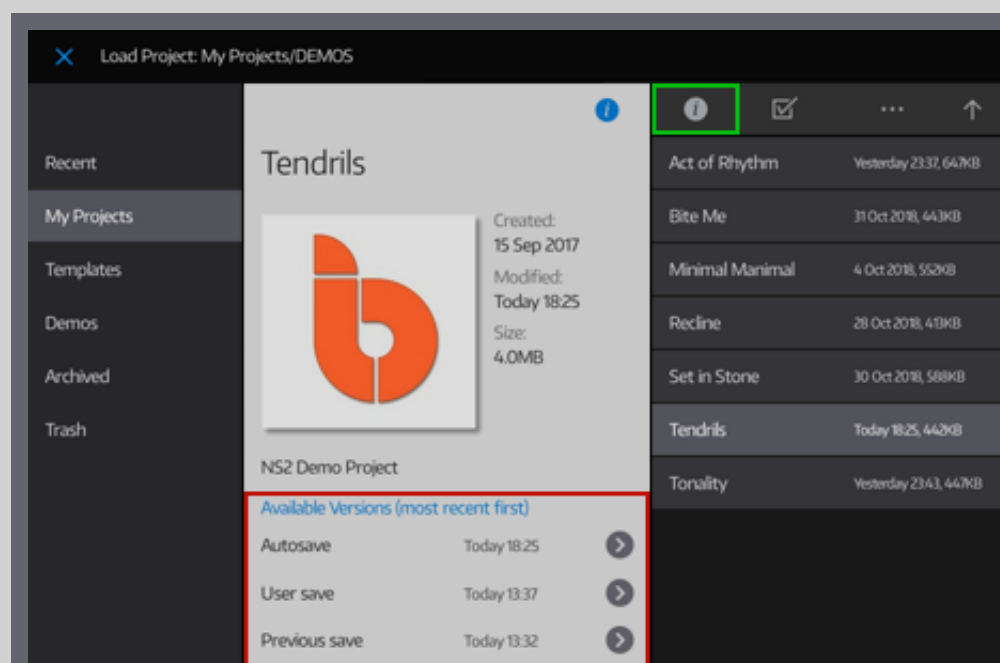 Load Project: My Projects/DEMOS
Recent
My Projects
Templates
Demos
Archived
Trash
Tendrils
Created:
15 Sep 2017
Modified:
Today 18:25
Size:
4.0MB
NS2 Demo Project
Available Versions (most recent first)
Autosave Today 18:25
User save Today 13:37
Previous save Today 13:32
Act of Rhythm Yesterday 23:37, 647KB
Bite Me 31 Oct 2018, 443KB
Minimal Manimal 4 Oct 2018, 552KB
Recline 28 Oct 2018, 413KB
Set in Stone 30 Oct 2018, 588KB
Tendrils Today 18:25, 442KB
Tonality Yesterday 23:43, 447KB